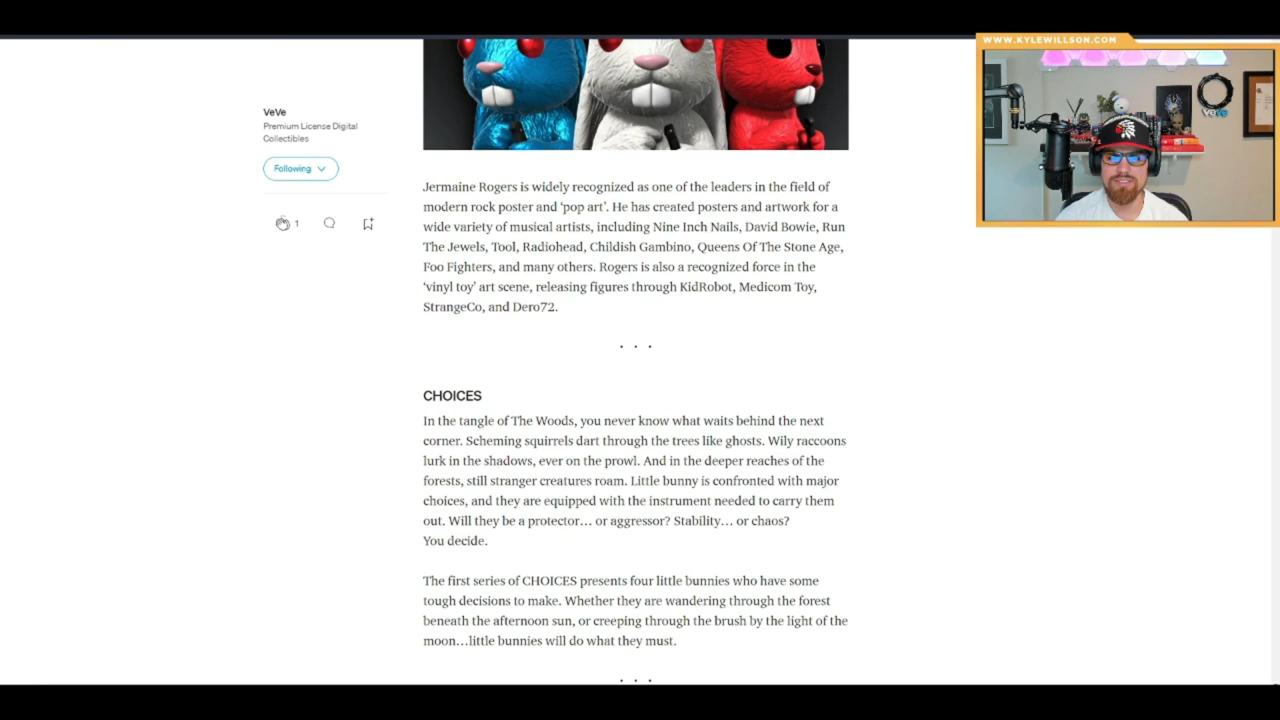 WWW.KYLEWILLSON.COM
VeVe
Premium License Digital
Collectibles
Following
1
Jermaine Rogers is widely recognized as one of the leaders in the field of
modern rock poster and ‘pop art’. He has created posters and artwork for a
wide variety of musical artists, including Nine Inch Nails, David Bowie, Run
The Jewels, Tool, Radiohead, Childish Gambino, Queens Of The Stone Age,
Foo Fighters, and many others. Rogers is also a recognized force in the
‘vinyl toy’ art scene, releasing figures through KidRobot, Medicom Toy,
StrangeCo, and Dero72.
. . .
CHOICES
In the tangle of The Woods, you never know what waits behind the next
corner. Scheming squirrels dart through the trees like ghosts. Wily raccoons
lurk in the shadows, ever on the prowl. And in the deeper reaches of the
forests, still stranger creatures roam. Little bunny is confronted with major
choices, and they are equipped with the instrument needed to carry them
out. Will they be a protector… or aggressor? Stability… or chaos?
You decide.
The first series of CHOICES presents four little bunnies who have some
tough decisions to make. Whether they are wandering through the forest
beneath the afternoon sun, or creeping through the brush by the light of the
moon…little bunnies will do what they must.
. . .
veve